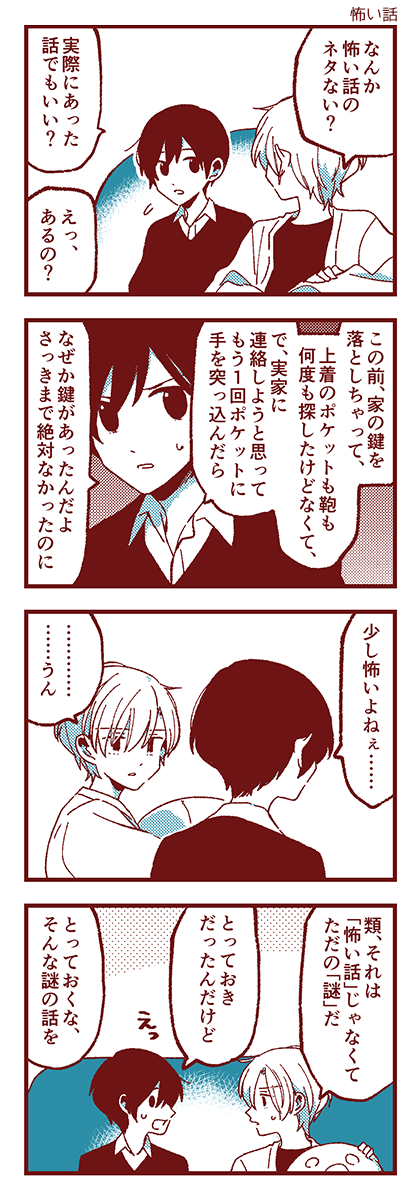 怖い話
なんか
怖い話の
ネタない？
実際にあった
話でもいい？
えっ、
あるの？
この前、家の鍵を
落としちゃって、
上着のポケットも鞄も
何度も探したけどなくて、
で、実家に
連絡しようと思って
もう1回ポケットに
手を突っ込んだら
なぜか鍵があったんだよ
さっきまで絶対なかったのに
少し怖いよねぇ……
…………
……うん
類、それは
「怖い話」じゃなくて
ただの「謎」だ
とっておき
だったんだけど
えっ
とっておくな、
そんな謎の話を